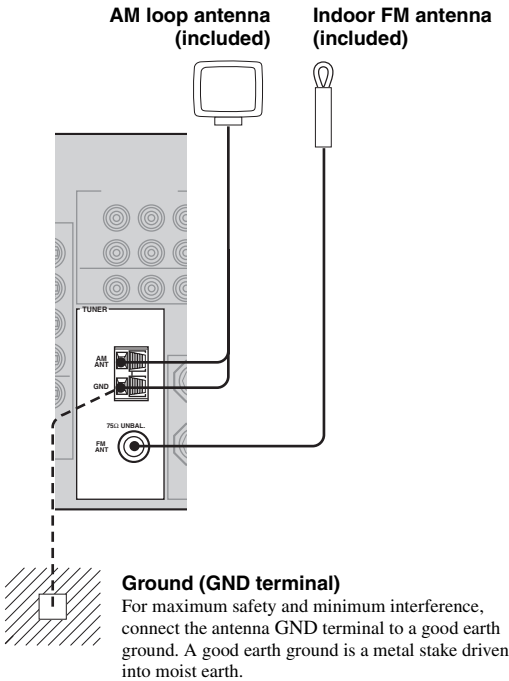 AM loop antenna
(included)
Indoor FM antenna
(included)
TUNER
AM
ANT
GND
75Ω UNBAL.
FM
ANT
Ground (GND terminal)
For maximum safety and minimum interference,
connect the antenna GND terminal to a good earth
ground. A good earth ground is a metal stake driven
into moist earth.